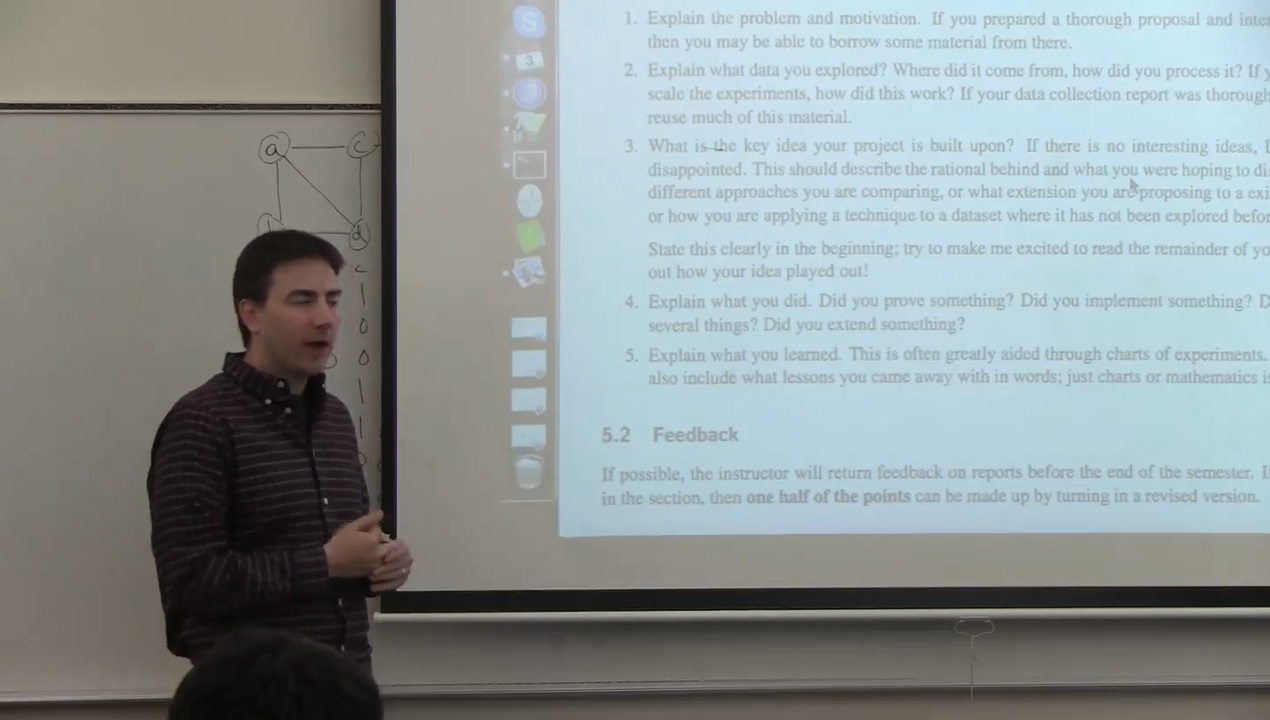 1. Explain the problem and motivation. If you prepared a thorough proposal and
then you may be able to borrow some material from there.
2. Explain what data you explored? Where did it come from, how did you process it? If
scale the experiments, how did this work? If your data collection report was
reuse much of this material.
3. What is the key idea your project is built upon? If there is no interesting ideas, I
disappointed. This should describe the rational behind and what you were hoping to
different approaches you are comparing, or what extension you are proposing to a
or how you are applying a technique to a dataset where it has not been explored
State this clearly in the beginning; try to make me excited to read the remainder of
out how your idea played out!
4. Explain what you did. Did you prove something? Did you implement something?
several things? Did you extend something?
5. Explain what you learned. This is often greatly aided through charts of experiments.
also include what lessons you came away with in words; just charts or mathematics
5.2 Feedback
If possible, the instructor will return feedback on reports before the end of the semester.
in the section, then one half of the points can be made up by turning in a revised version.
a c
d
c
1
0
0
1
1
S
3